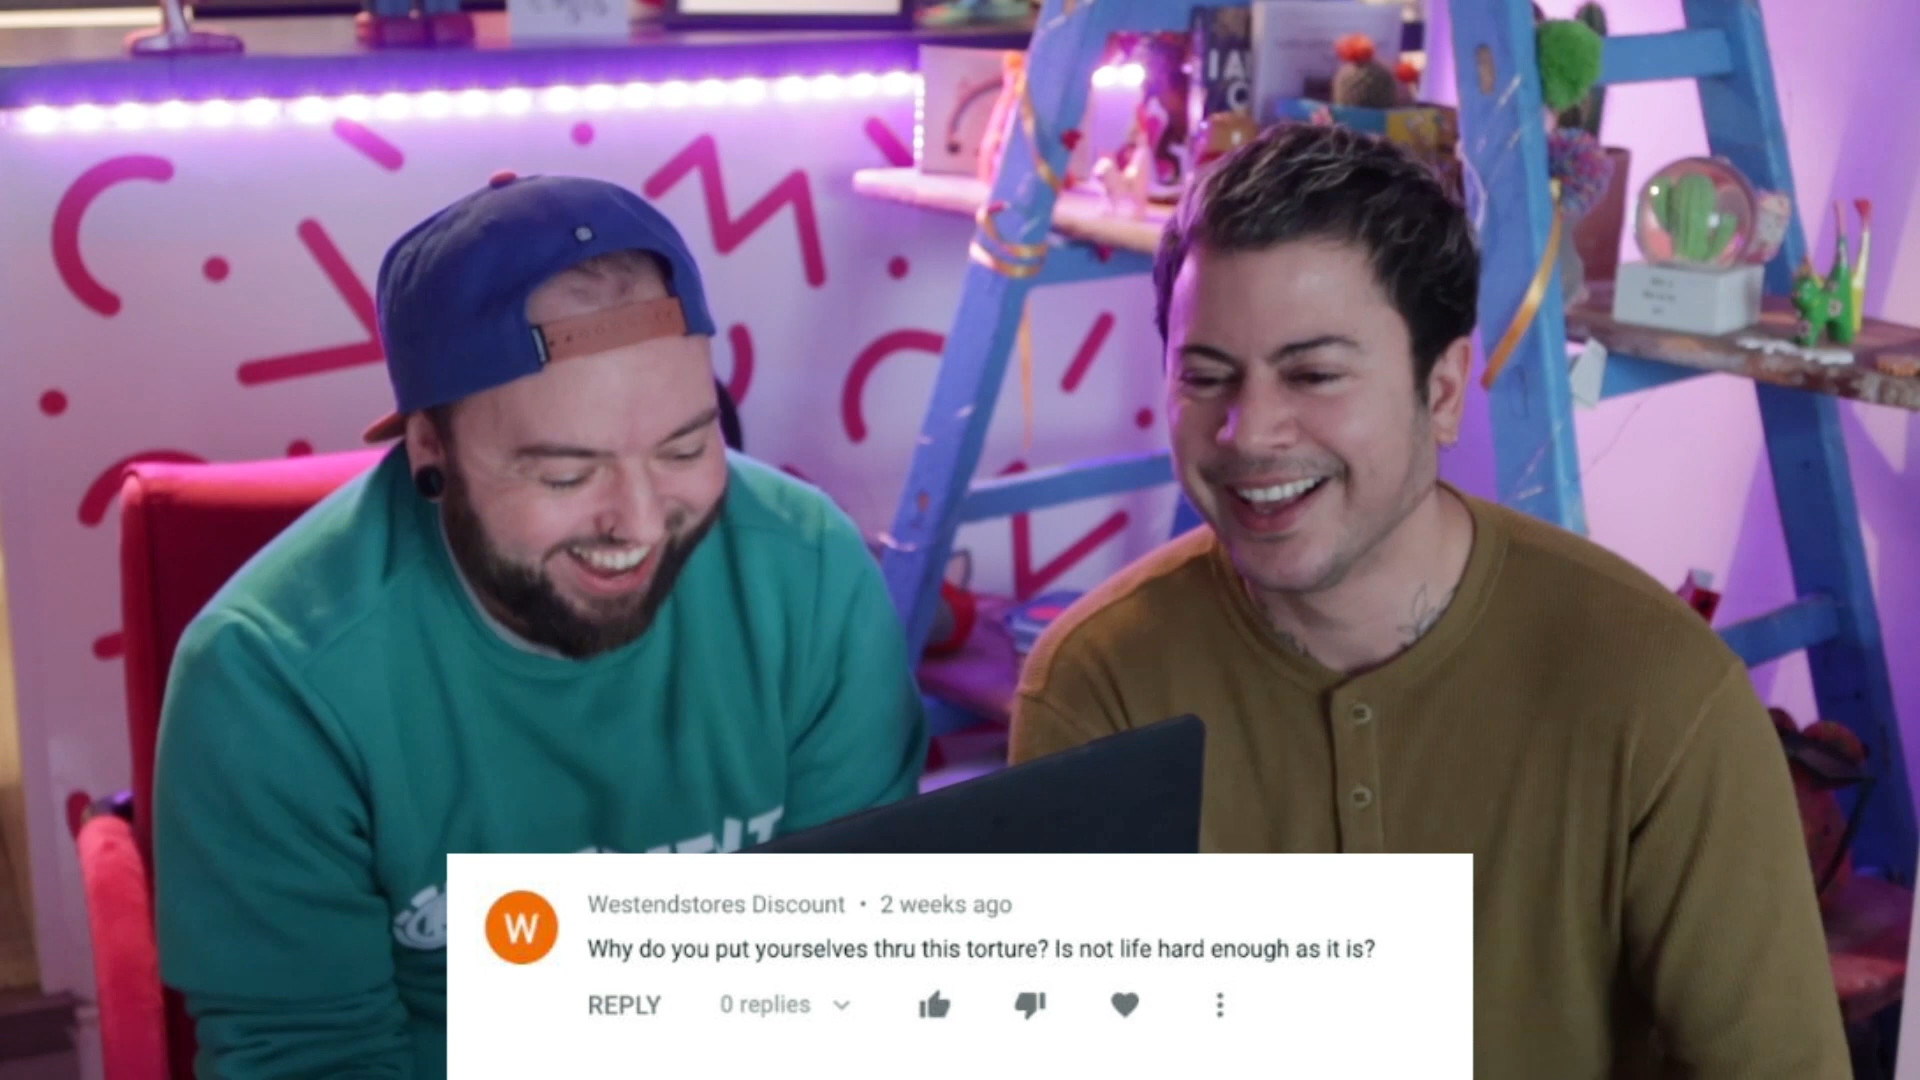 Westendstores Discount • 2 weeks ago
Why do you put yourselves thru this torture? Is not life hard enough as it is?
REPLY 0 replies
W